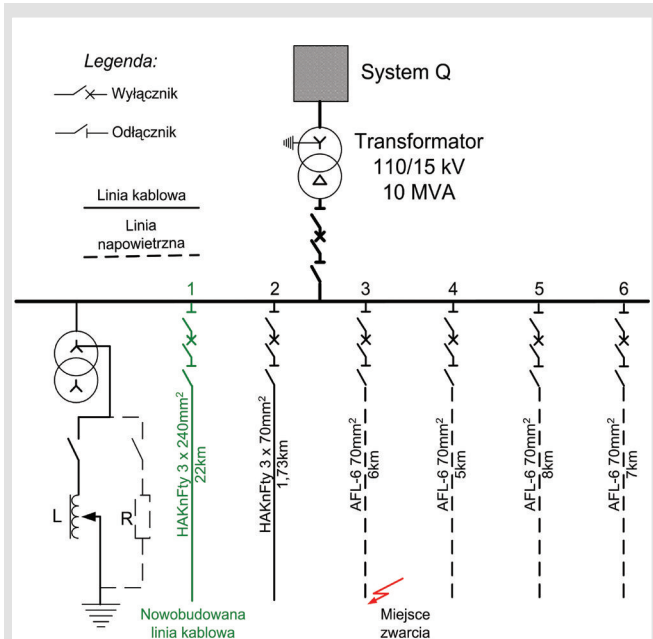 Legenda:
Wyłącznik
Odłącznik
Linia kablowa
Linia
napowietrzna
System Q
Transformator
110/15 kV
10 MVA
1
2
3
4
5
6
HAKnFty 3 x 240mm²
22km
HAKnFty 3 x 70mm²
1,73km
AFL-6 70mm²
6km
AFL-6 70mm²
5km
AFL-6 70mm²
8km
AFL-6 70mm²
7km
L
R
Nowobudowana
linia kablowa
Miejsce
zwarcia